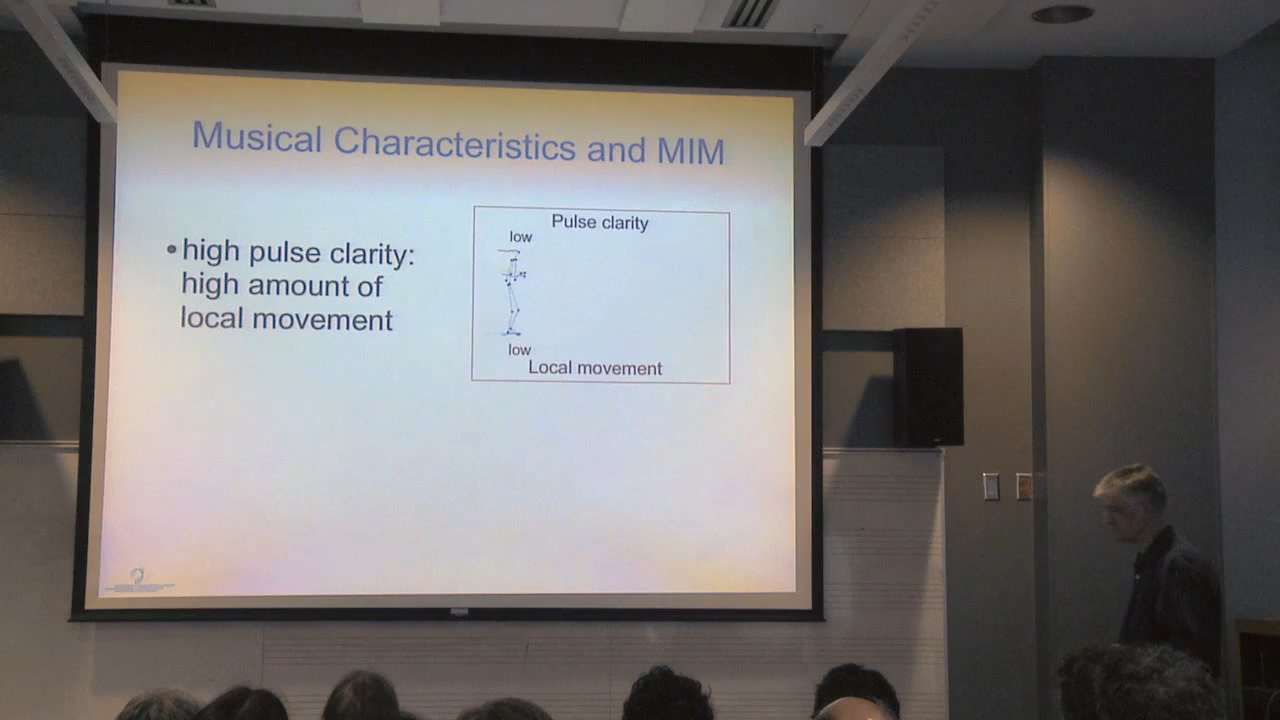 Musical Characteristics and MIM
• high pulse clarity:
high amount of
local movement
Pulse clarity
low
low
Local movement